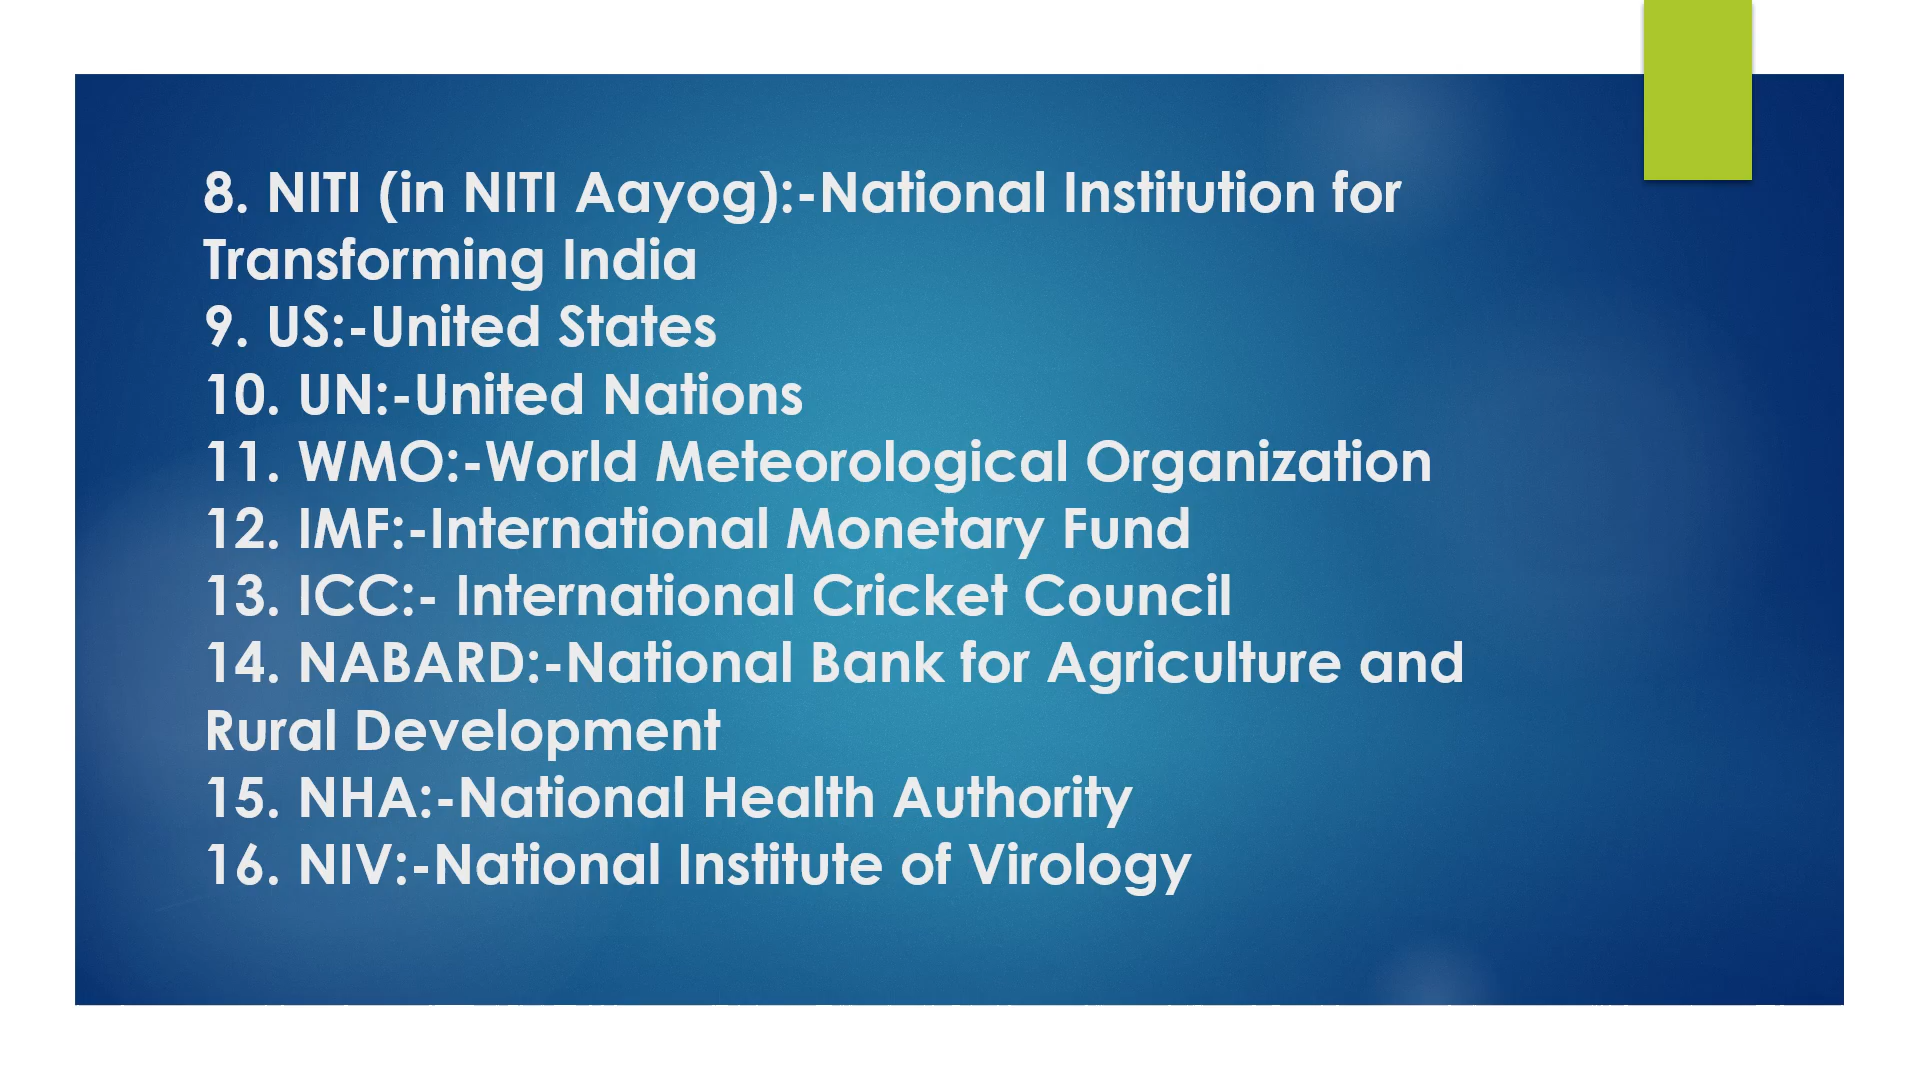 8. NITI (in NITI Aayog):-National Institution for
Transforming India
9. US:-United States
10. UN:-United Nations
11. WMO:-World Meteorological Organization
12. IMF:-International Monetary Fund
13. ICC:- International Cricket Council
14. NABARD:-National Bank for Agriculture and
Rural Development
15. NHA:-National Health Authority
16. NIV:-National Institute of Virology